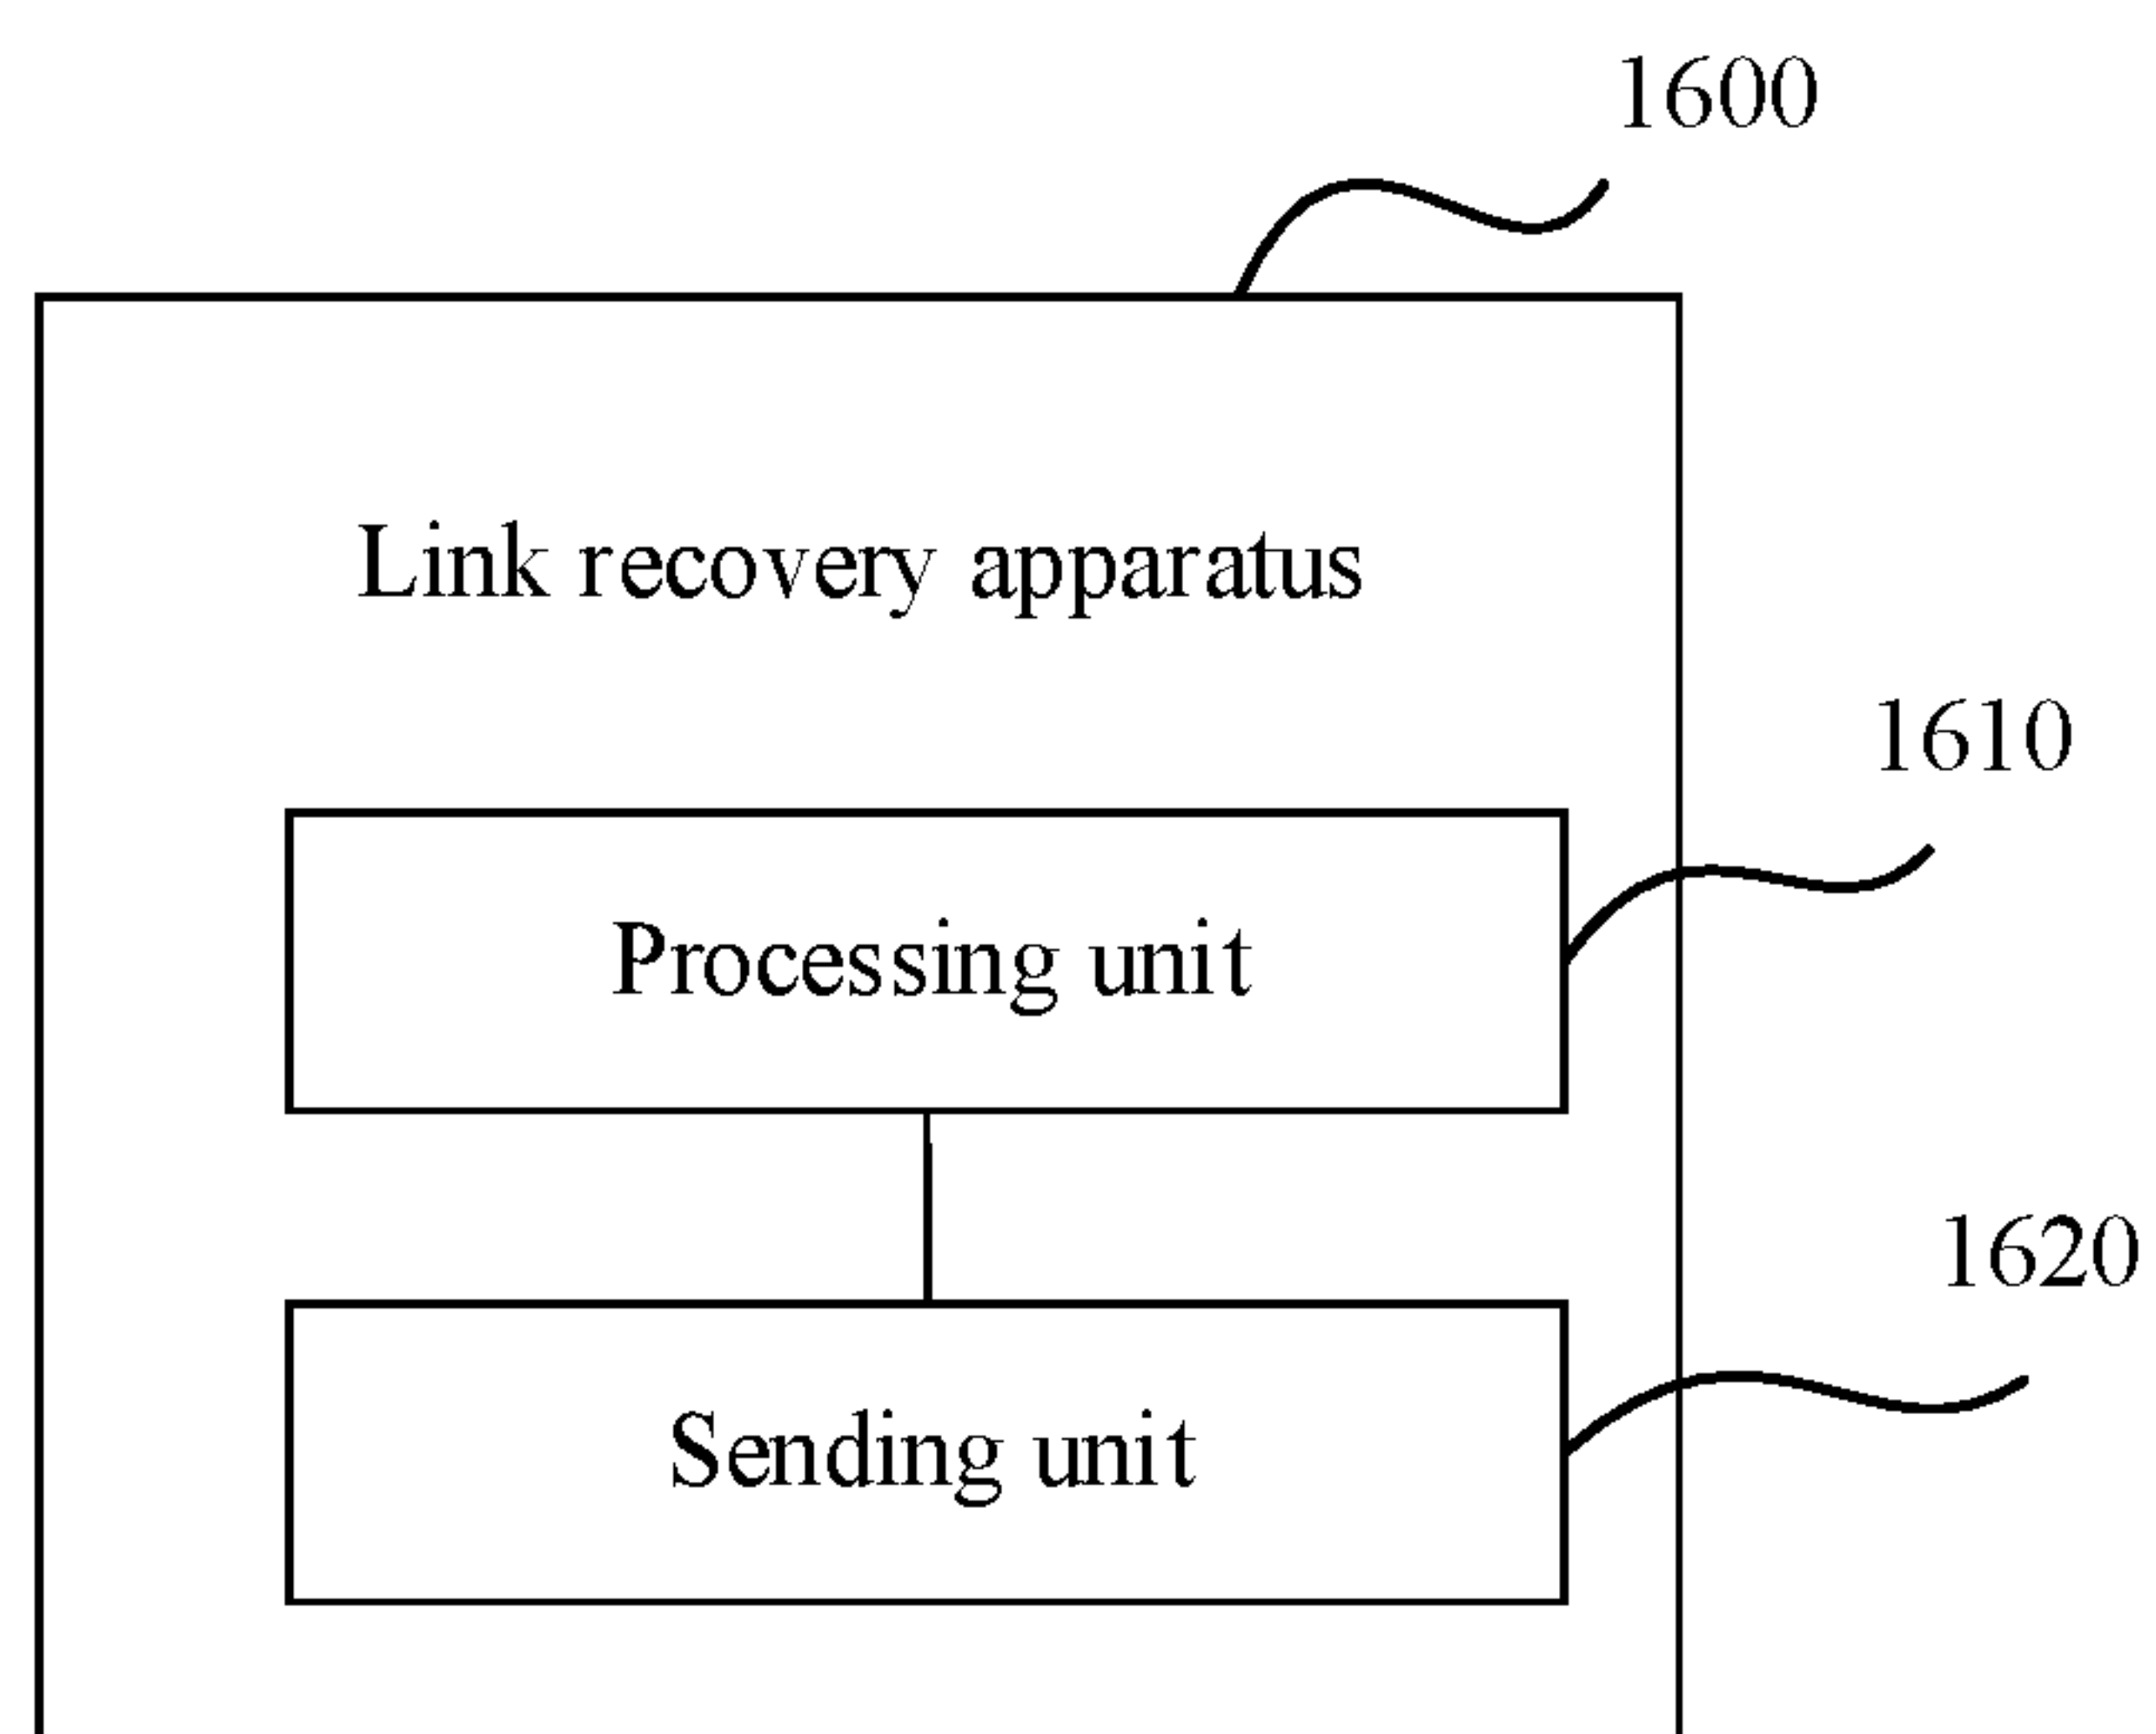 1600
Link recovery apparatus
1610
Processing unit
1620
Sending unit